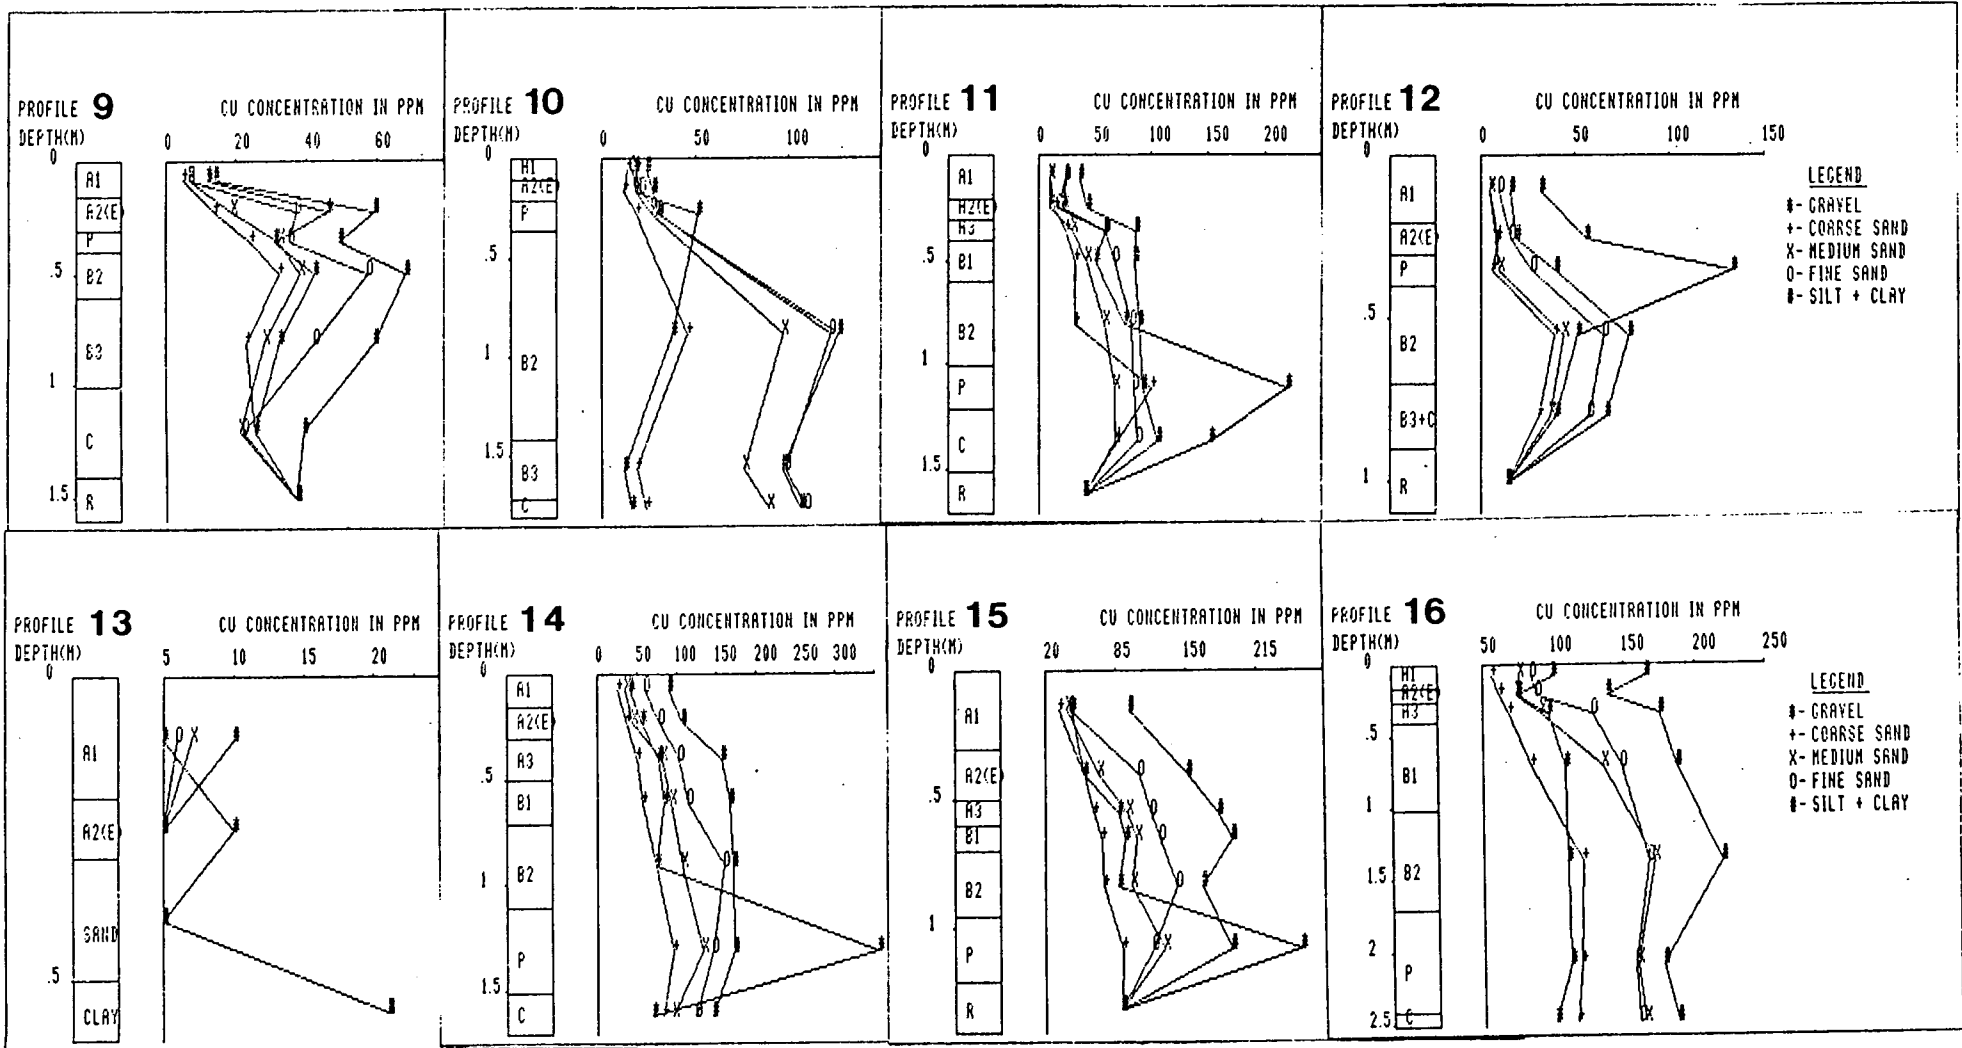 PROFILE 9 CU CONCENTRATION IN PPM
DEPTH(M) 0 20 40 60
0
A1
A2(E)
P
.5
B2
B3
1
C
1.5
R
PROFILE 10 CU CONCENTRATION IN PPM
DEPTH(M) 0 50 100
0
A1
A2(E)
P
.5
1
B2
1.5
B3
C
PROFILE 11 CU CONCENTRATION IN PPM
DEPTH(M) 0 50 100 150 200
0
A1
A2(E)
A3
.5
B1
B2
1
P
C
1.5
R
PROFILE 12 CU CONCENTRATION IN PPM
DEPTH(M) 0 50 100 150
0
A1
A2(E)
P
.5
B2
B3+C
1
R
LEGEND
#- GRAVEL
+- COARSE SAND
X- MEDIUM SAND
O- FINE SAND
#- SILT + CLAY
PROFILE 13 CU CONCENTRATION IN PPM
DEPTH(M) 5 10 21
0
A1
A2(E)
SAND
.5
CLAY
PROFILE 14 CU CONCENTRATION IN PPM
DEPTH(M) 0 50 100 200 250 300
0
A1
A2(E)
A3
.5
B1
B2
1
P
1.5
C
PROFILE 15 CU CONCENTRATION IN PPM
DEPTH(M) 20 85 150 215
0
A1
A2(E)
.5
A3
B1
B2
1
P
R
PROFILE 16 CU CONCENTRATION IN PPM
DEPTH(M) 50 100 150 200 250
0
A1
A2(E)
A3
.5
B1
1
1.5
B2
2
P
2.5
C
LEGEND
#- GRAVEL
+- COARSE SAND
X- MEDIUM SAND
O- FINE SAND
#- SILT + CLAY